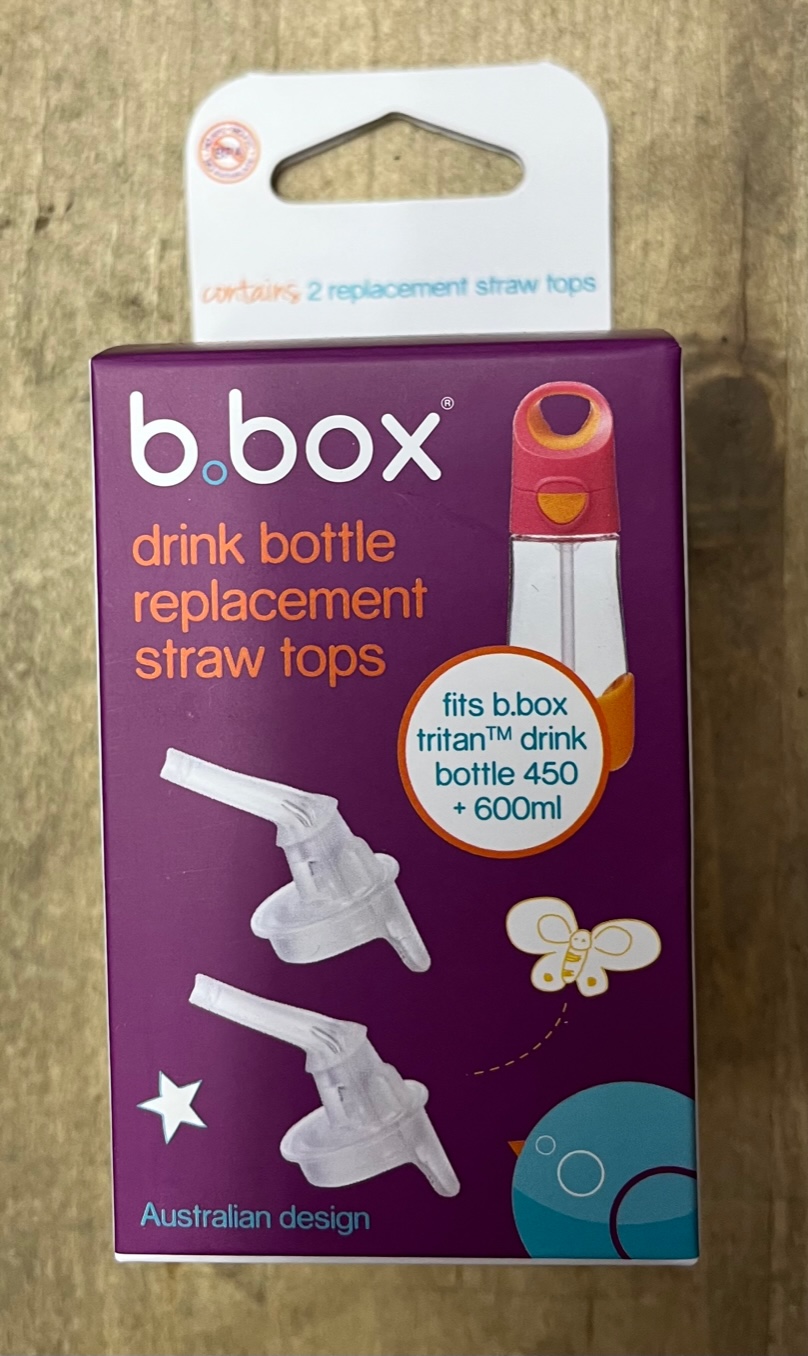 BPA
contains 2 replacement straw tops
b.box®
drink bottle
replacement
straw tops
fits b.box
tritan™ drink
bottle 450
+ 600ml
Australian design